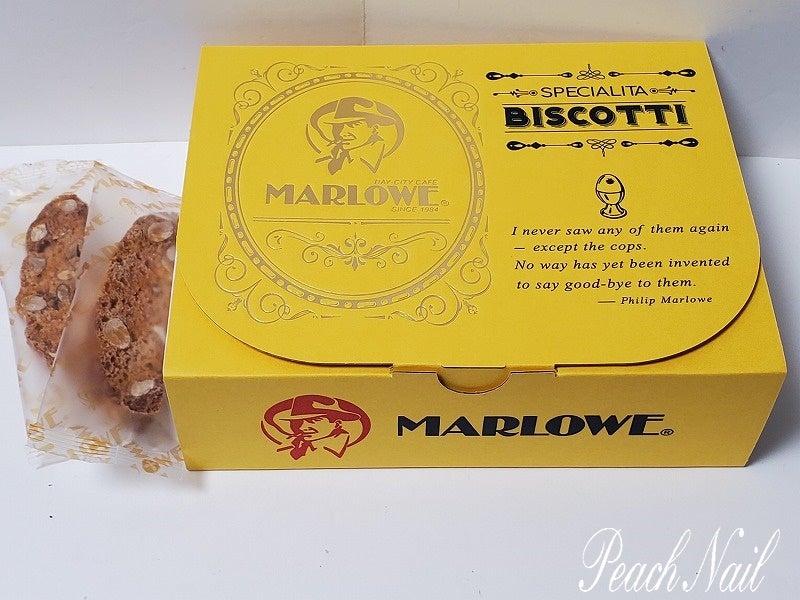 SPECIALITA
BISCOTTI
BAY-CITY CAFE
MARLOWE®
SINCE 1984
I never saw any of them again
— except the cops.
No way has yet been invented
to say good-bye to them.
— Philip Marlowe
MARLOWE®
Peach Nail